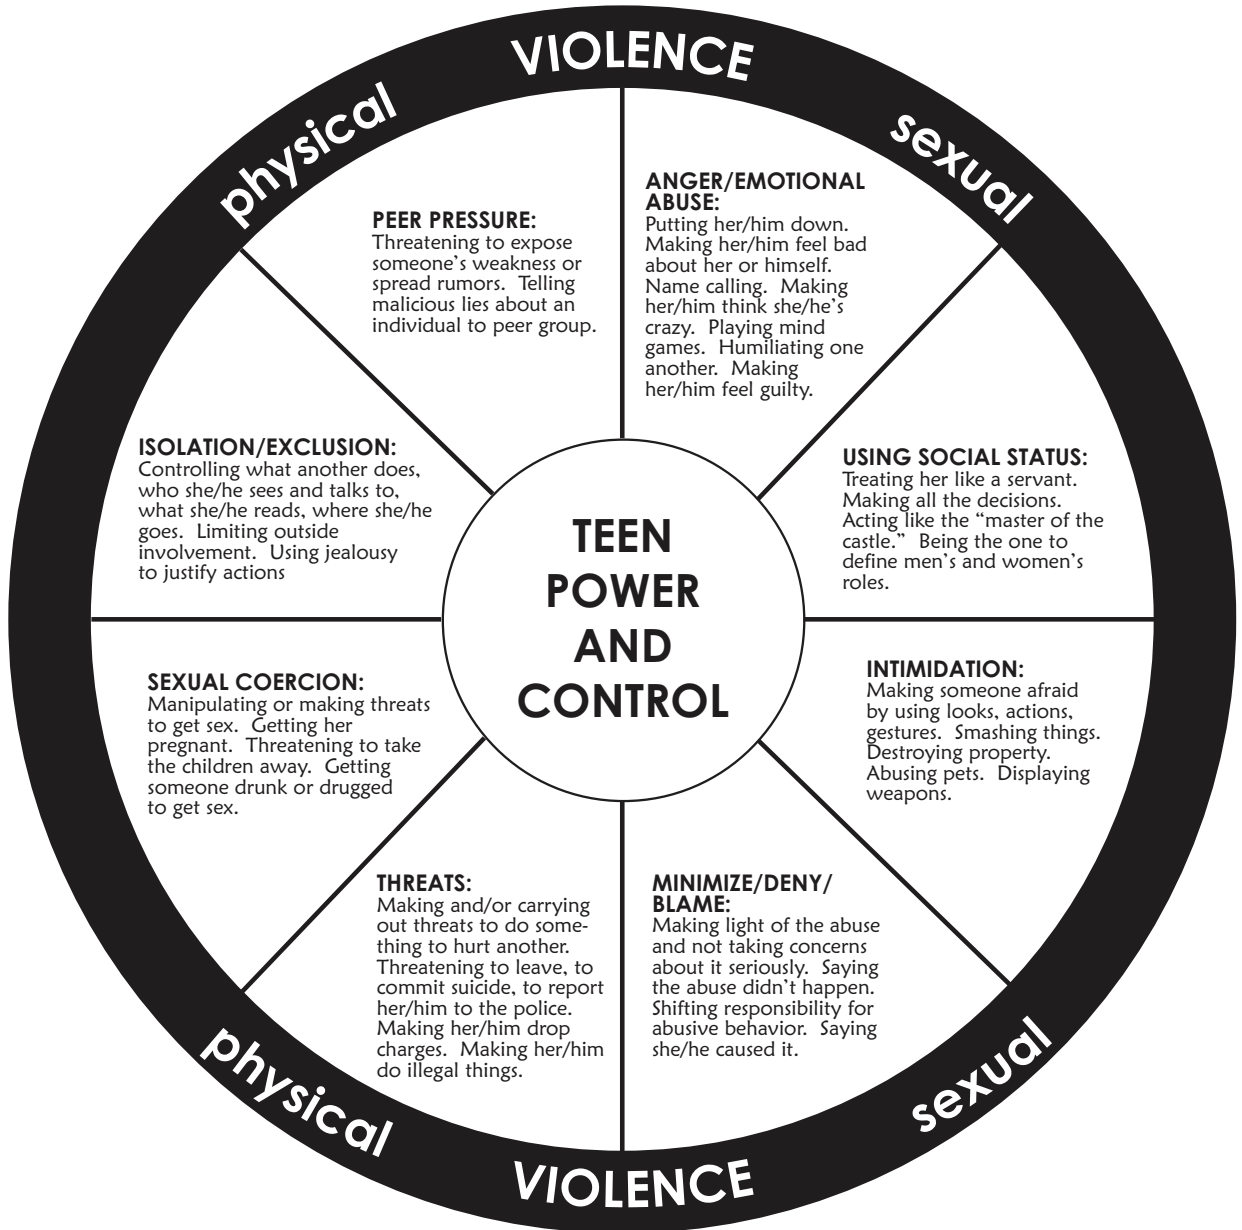 VIOLENCE
physical
sexual
PEER PRESSURE:
Threatening to expose
someone's weakness or
spread rumors.  Telling
malicious lies about an
individual to peer group.
ANGER/EMOTIONAL
ABUSE:
Putting her/him down.
Making her/him feel bad
about her or himself.
Name calling.  Making
her/him think she/he's
crazy.  Playing mind
games.  Humiliating one
another.  Making
her/him feel guilty.
ISOLATION/EXCLUSION:
Controlling what another does,
who she/he sees and talks to,
what she/he reads, where she/he
goes.  Limiting outside
involvement.  Using jealousy
to justify actions
USING SOCIAL STATUS:
Treating her like a servant.
Making all the decisions.
Acting like the “master of the
castle.”  Being the one to
define men's and women's
roles.
TEEN
POWER
AND
CONTROL
SEXUAL COERCION:
Manipulating or making threats
to get sex.  Getting her
pregnant.  Threatening to take
the children away.  Getting
someone drunk or drugged
to get sex.
INTIMIDATION:
Making someone afraid
by using looks, actions,
gestures.  Smashing things.
Destroying property.
Abusing pets.  Displaying
weapons.
THREATS:
Making and/or carrying
out threats to do some-
thing to hurt another.
Threatening to leave, to
commit suicide, to report
her/him to the police.
Making her/him drop
charges.  Making her/him
do illegal things.
MINIMIZE/DENY/
BLAME:
Making light of the abuse
and not taking concerns
about it seriously.  Saying
the abuse didn't happen.
Shifting responsibility for
abusive behavior.  Saying
she/he caused it.
physical
sexual
VIOLENCE